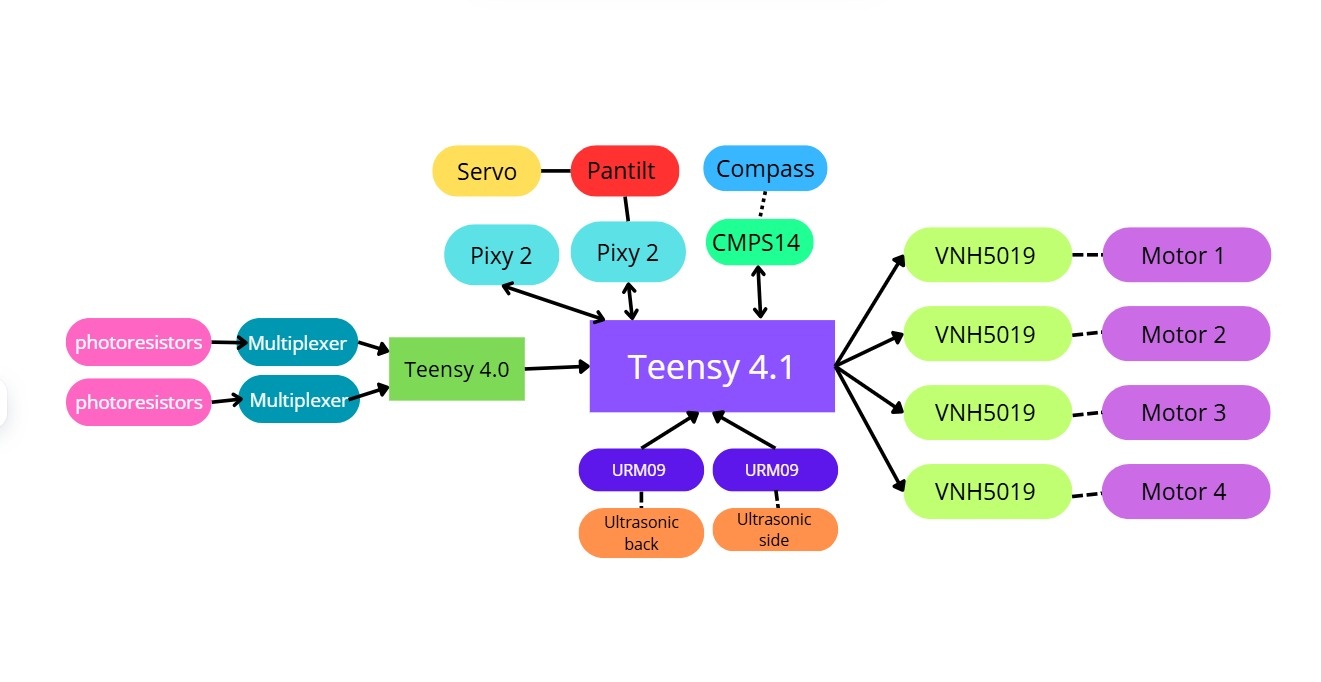 Servo
Pantilt
Compass
Pixy 2
Pixy 2
CMPS14
photoresistors
Multiplexer
photoresistors
Multiplexer
Teensy 4.0
Teensy 4.1
URM09
URM09
Ultrasonic
back
Ultrasonic
side
VNH5019
Motor 1
VNH5019
Motor 2
VNH5019
Motor 3
VNH5019
Motor 4